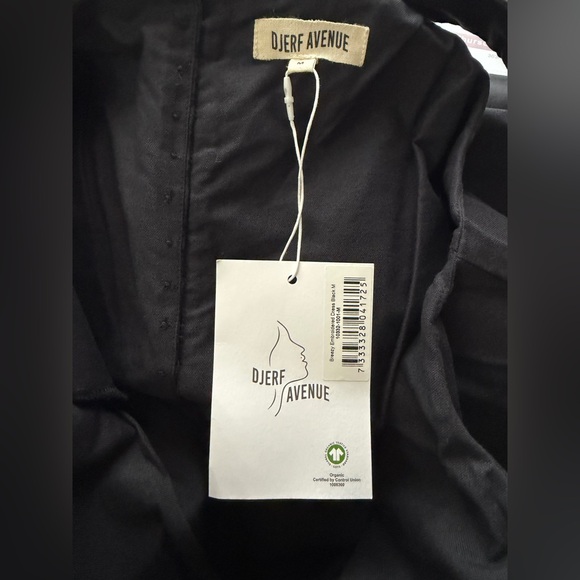 DJERF AVENUE
M
Breezy Embroidered Dress Black M
7333328041725
DJERF
AVENUE
Organic
Certified by Control Union